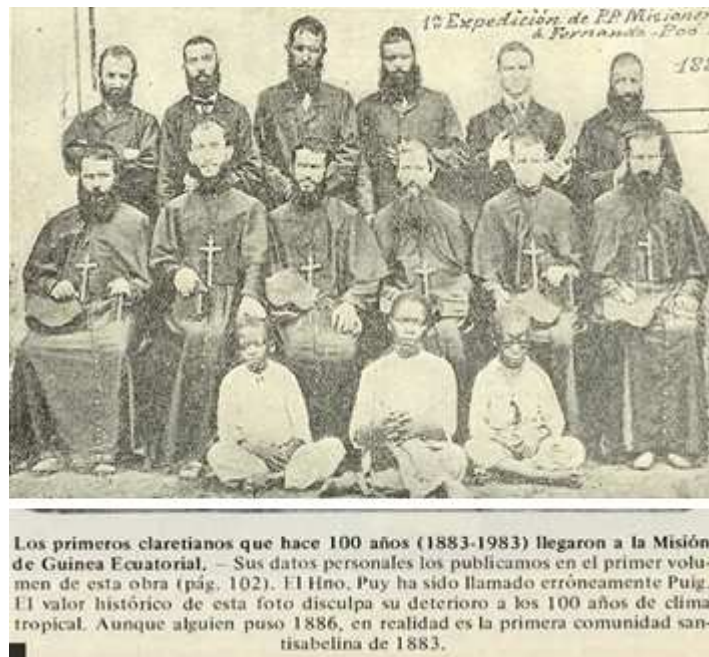 1ª Expedición de P.P. Misioner
á Fernando-Poo
188
Los primeros claretianos que hace 100 años (1883-1983) llegaron a la Misión
de Guinea Ecuatorial. — Sus datos personales los publicamos en el primer volu-
men de esta obra (pág. 102). El Hno. Puy ha sido llamado erróneamente Puig.
El valor histórico de esta foto disculpa su deterioro a los 100 años de clima
tropical. Aunque alguien puso 1886, en realidad es la primera comunidad san-
tisabelina de 1883.